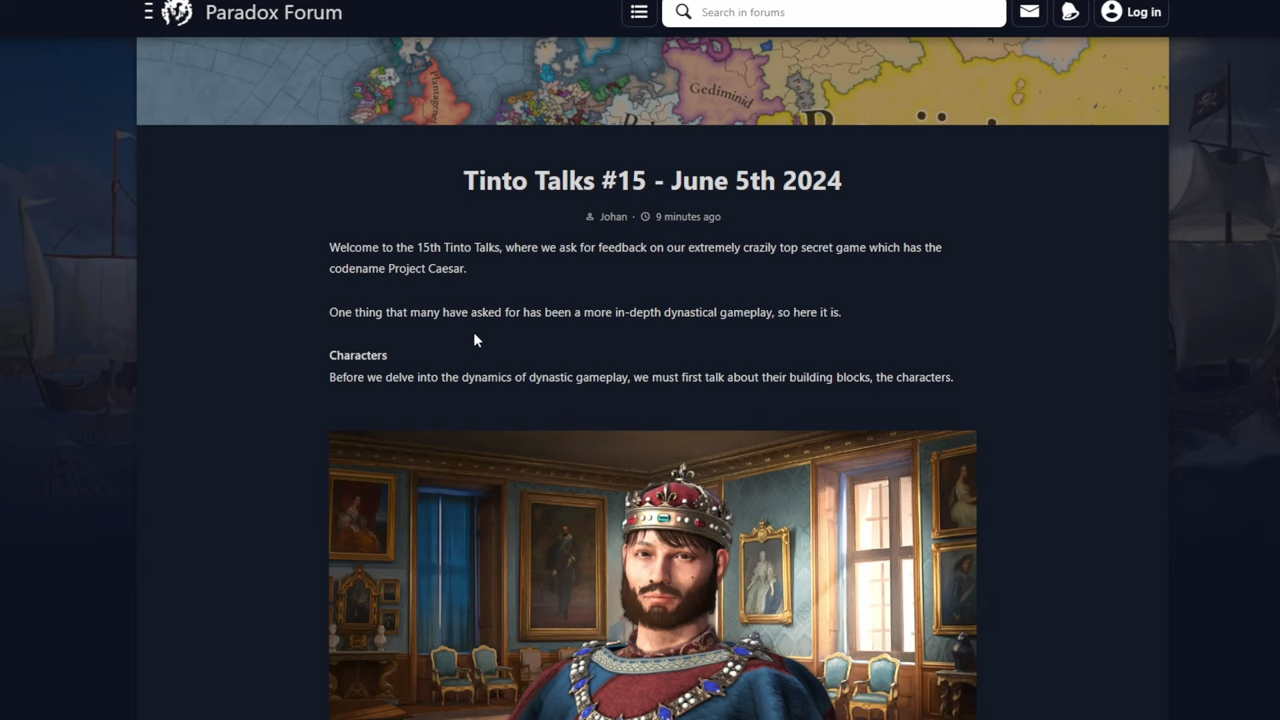 Paradox Forum
Search in forums
Log in
Plantagenet
Gediminid
Tinto Talks #15 - June 5th 2024
Johan · 9 minutes ago
Welcome to the 15th Tinto Talks, where we ask for feedback on our extremely crazily top secret game which has the
codename Project Caesar.
One thing that many have asked for has been a more in-depth dynastical gameplay, so here it is.
Characters
Before we delve into the dynamics of dynastic gameplay, we must first talk about their building blocks, the characters.